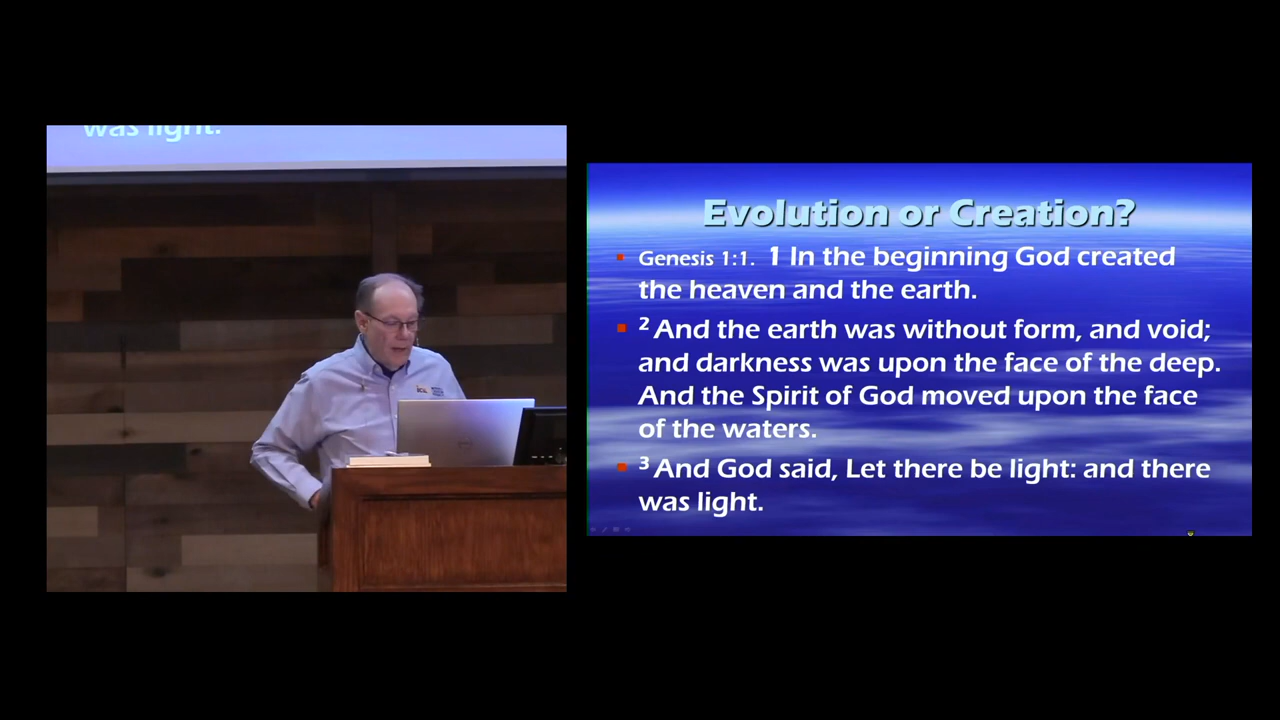 was light.
Evolution or Creation?
Genesis 1:1. 1 In the beginning God created
the heaven and the earth.
2 And the earth was without form, and void;
and darkness was upon the face of the deep.
And the Spirit of God moved upon the face
of the waters.
3 And God said, Let there be light: and there
was light.